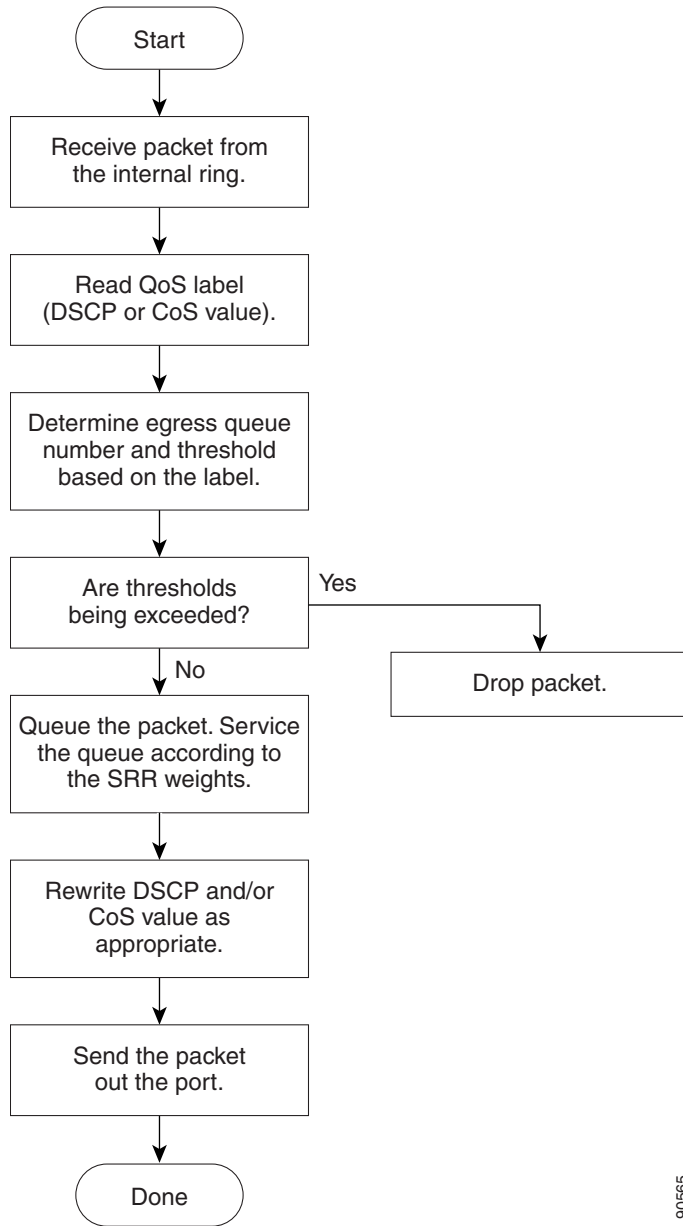 Start
Receive packet from
the internal ring.
Read QoS label
(DSCP or CoS value).
Determine egress queue
number and threshold
based on the label.
Are thresholds
being exceeded?
Yes
No
Drop packet.
Queue the packet. Service
the queue according to
the SRR weights.
Rewrite DSCP and/or
CoS value as
appropriate.
Send the packet
out the port.
Done
90565